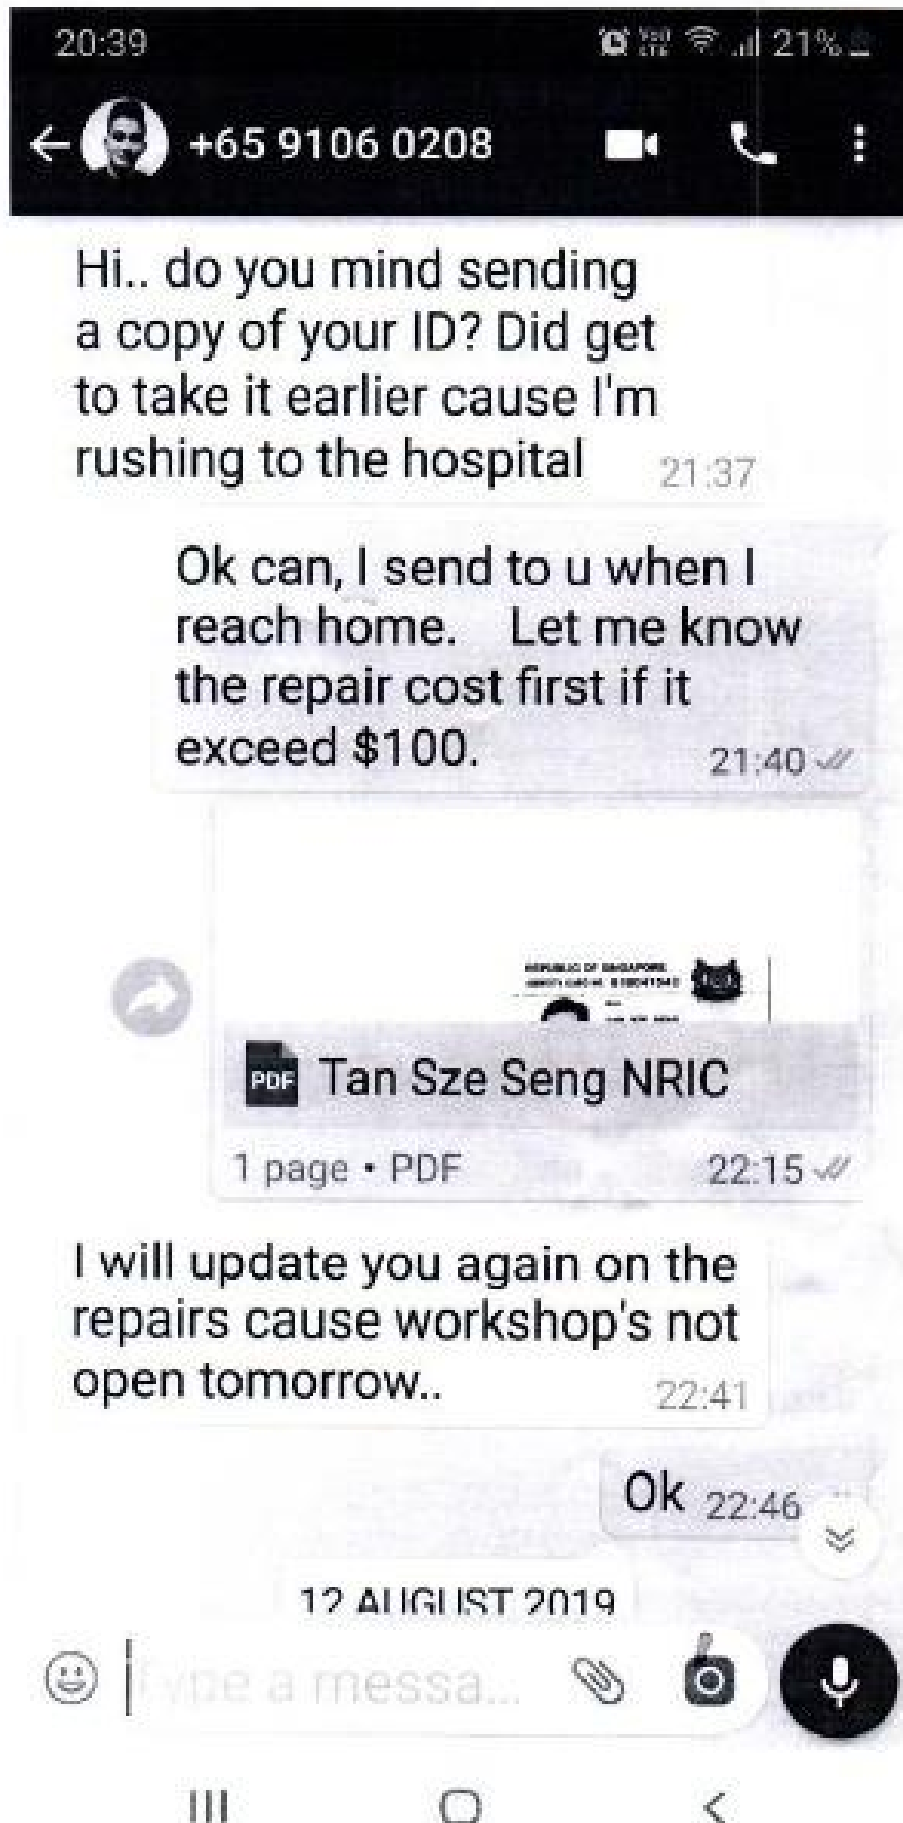 20:39
21%
+65 9106 0208
Hi.. do you mind sending
a copy of your ID? Did get
to take it earlier cause I'm
rushing to the hospital
21:37
Ok can, I send to u when I
reach home. Let me know
the repair cost first if it
exceed $100.
21:40
REPUBLIC OF SINGAPORE
PDF
Tan Sze Seng NRIC
1 page • PDF
22:15
I will update you again on the
repairs cause workshop's not
open tomorrow..
22:41
Ok 22:46
12 AUGUST 2019
Type a messa...